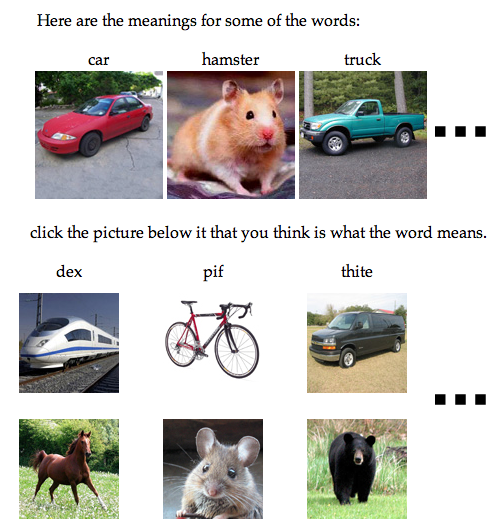 Here are the meanings for some of the words:
car hamster truck
click the picture below it that you think is what the word means.
dex pif thite